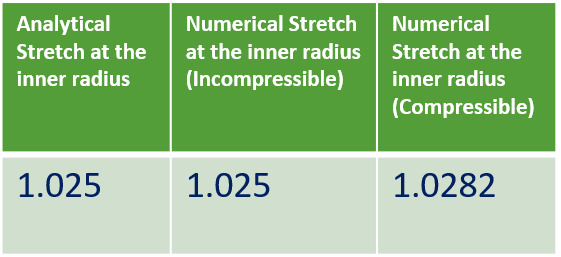 Analytical
Stretch at the
inner radius
Numerical Stretch
at the inner radius
(Incompressible)
Numerical
Stretch at the
inner radius
(Compressible)
1.025
1.025
1.0282